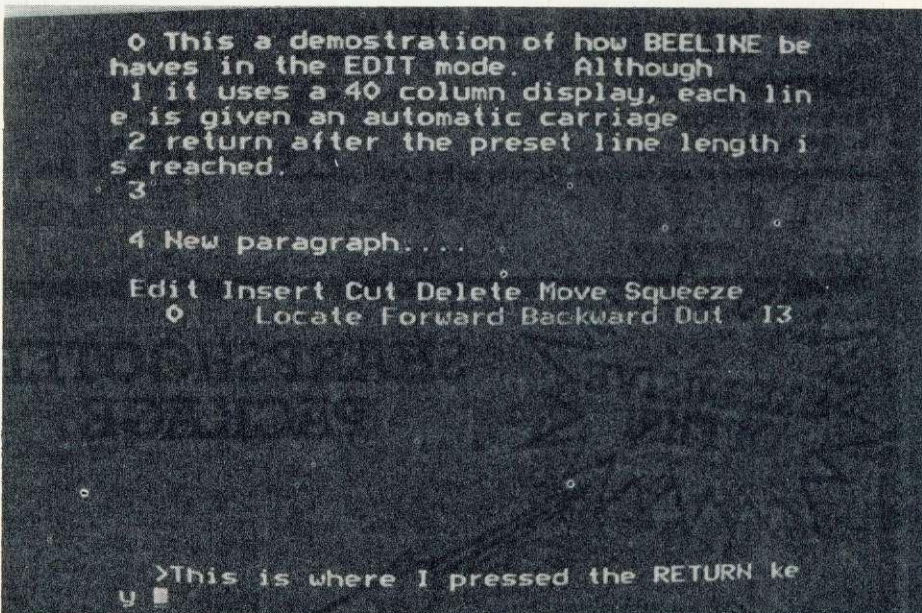 0 This a demostration of how BEELINE be
haves in the EDIT mode. Although
1 it uses a 40 column display, each lin
e is given an automatic carriage
2 return after the preset line length i
s reached.
3
4 New paragraph....
Edit Insert Cut Delete Move Squeeze
0 Locate Forward Backward Out 13
>This is where I pressed the RETURN ke
y